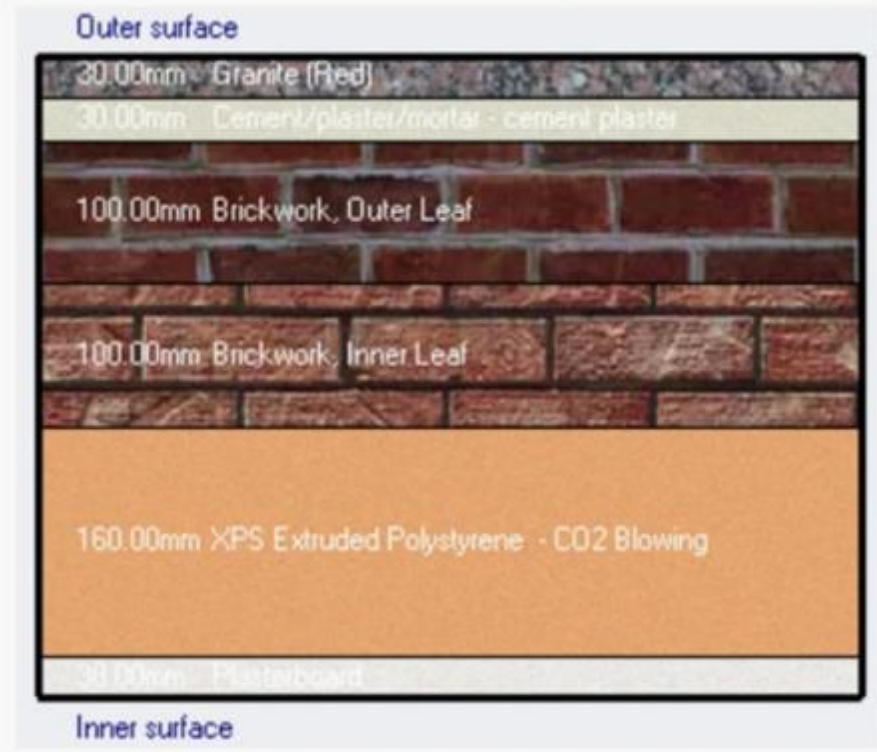 Outer surface
30.00mm Granite (Red)
30.00mm Cement/plaster/mortar - cement plaster
100.00mm Brickwork, Outer Leaf
100.00mm Brickwork, Inner Leaf
160.00mm XPS Extruded Polystyrene - CO2 Blowing
30.00mm Plasterboard
Inner surface